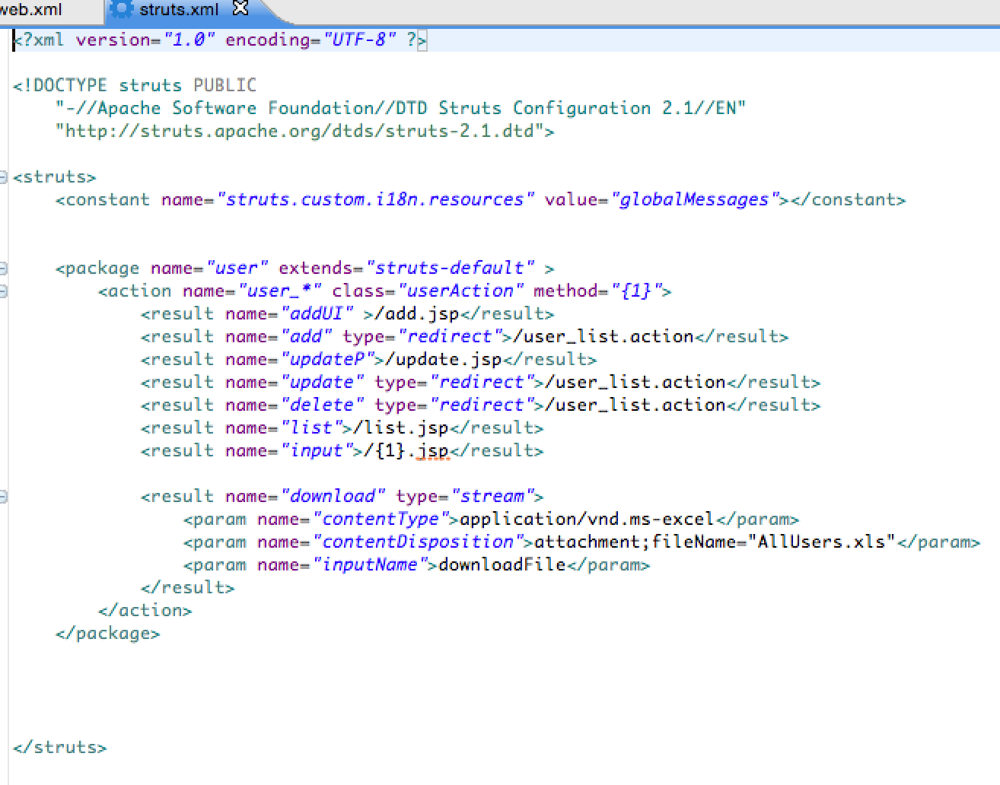 web.xml struts.xml
<?xml version="1.0" encoding="UTF-8" ?>
<!DOCTYPE struts PUBLIC
"-//Apache Software Foundation//DTD Struts Configuration 2.1//EN"
"http://struts.apache.org/dtds/struts-2.1.dtd">
<struts>
<constant name="struts.custom.i18n.resources" value="globalMessages"></constant>
<package name="user" extends="struts-default" >
<action name="user_*" class="userAction" method="{1}">
<result name="addUI" >/add.jsp</result>
<result name="add" type="redirect">/user_list.action</result>
<result name="updateP">/update.jsp</result>
<result name="update" type="redirect">/user_list.action</result>
<result name="delete" type="redirect">/user_list.action</result>
<result name="list">/list.jsp</result>
<result name="input">/{1}.jsp</result>
<result name="download" type="stream">
<param name="contentType">application/vnd.ms-excel</param>
<param name="contentDisposition">attachment;fileName="AllUsers.xls"</param>
<param name="inputName">downloadFile</param>
</result>
</action>
</package>
</struts>